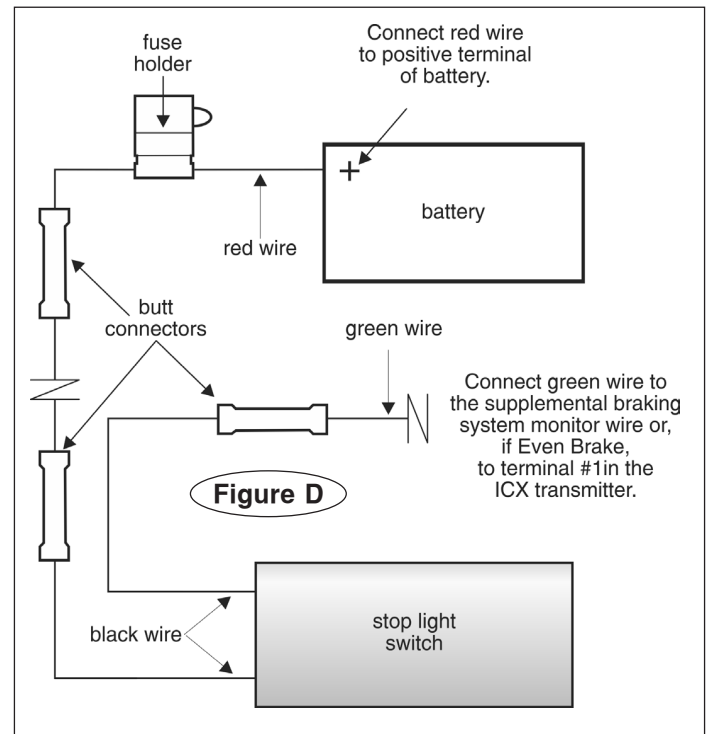 fuse
holder
Connect red wire
to positive terminal
of battery.
+
battery
red wire
butt
connectors
green wire
Connect green wire to
the supplemental braking
system monitor wire or,
if Even Brake,
to terminal #1in the
ICX transmitter.
Figure D
black wire
stop light
switch